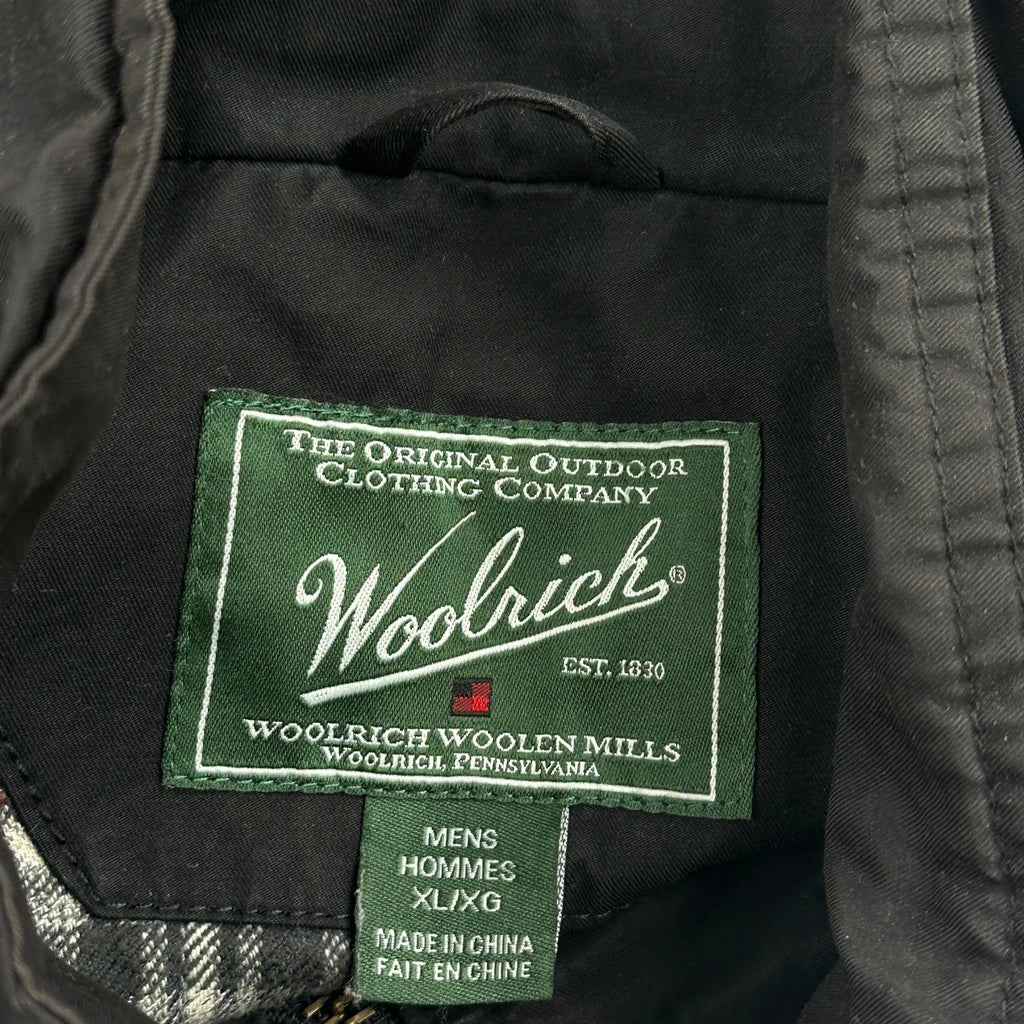 THE ORIGINAL OUTDOOR
CLOTHING COMPANY
Woolrich®
EST. 1830
WOOLRICH WOOLEN MILLS
WOOLRICH, PENNSYLVANIA
MENS
HOMMES
XL/XG
MADE IN CHINA
FAIT EN CHINE